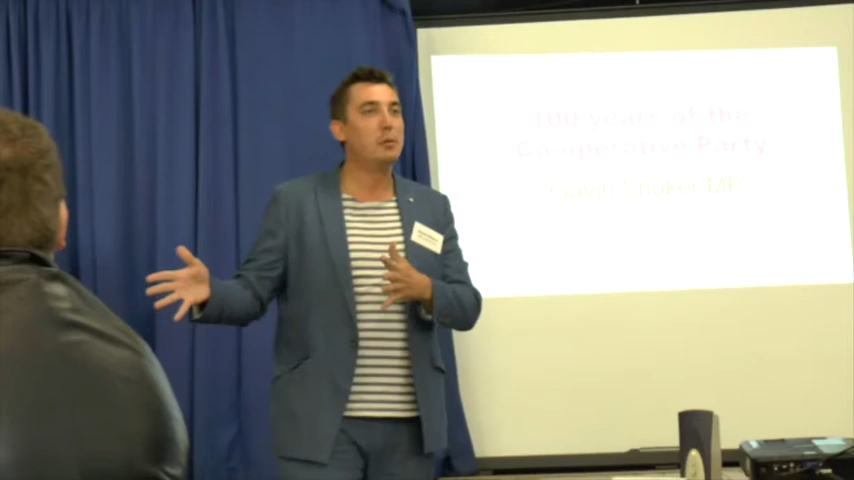 100 years of the
Co-operative Party
Gavin Shuker MP